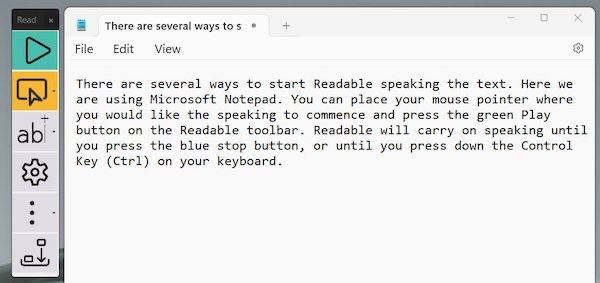 Read
There are several ways to s
File Edit View
ab
There are several ways to start Readable speaking the text. Here we
are using Microsoft Notepad. You can place your mouse pointer where
you would like the speaking to commence and press the green Play
button on the Readable toolbar. Readable will carry on speaking until
you press the blue stop button, or until you press down the Control
Key (Ctrl) on your keyboard.